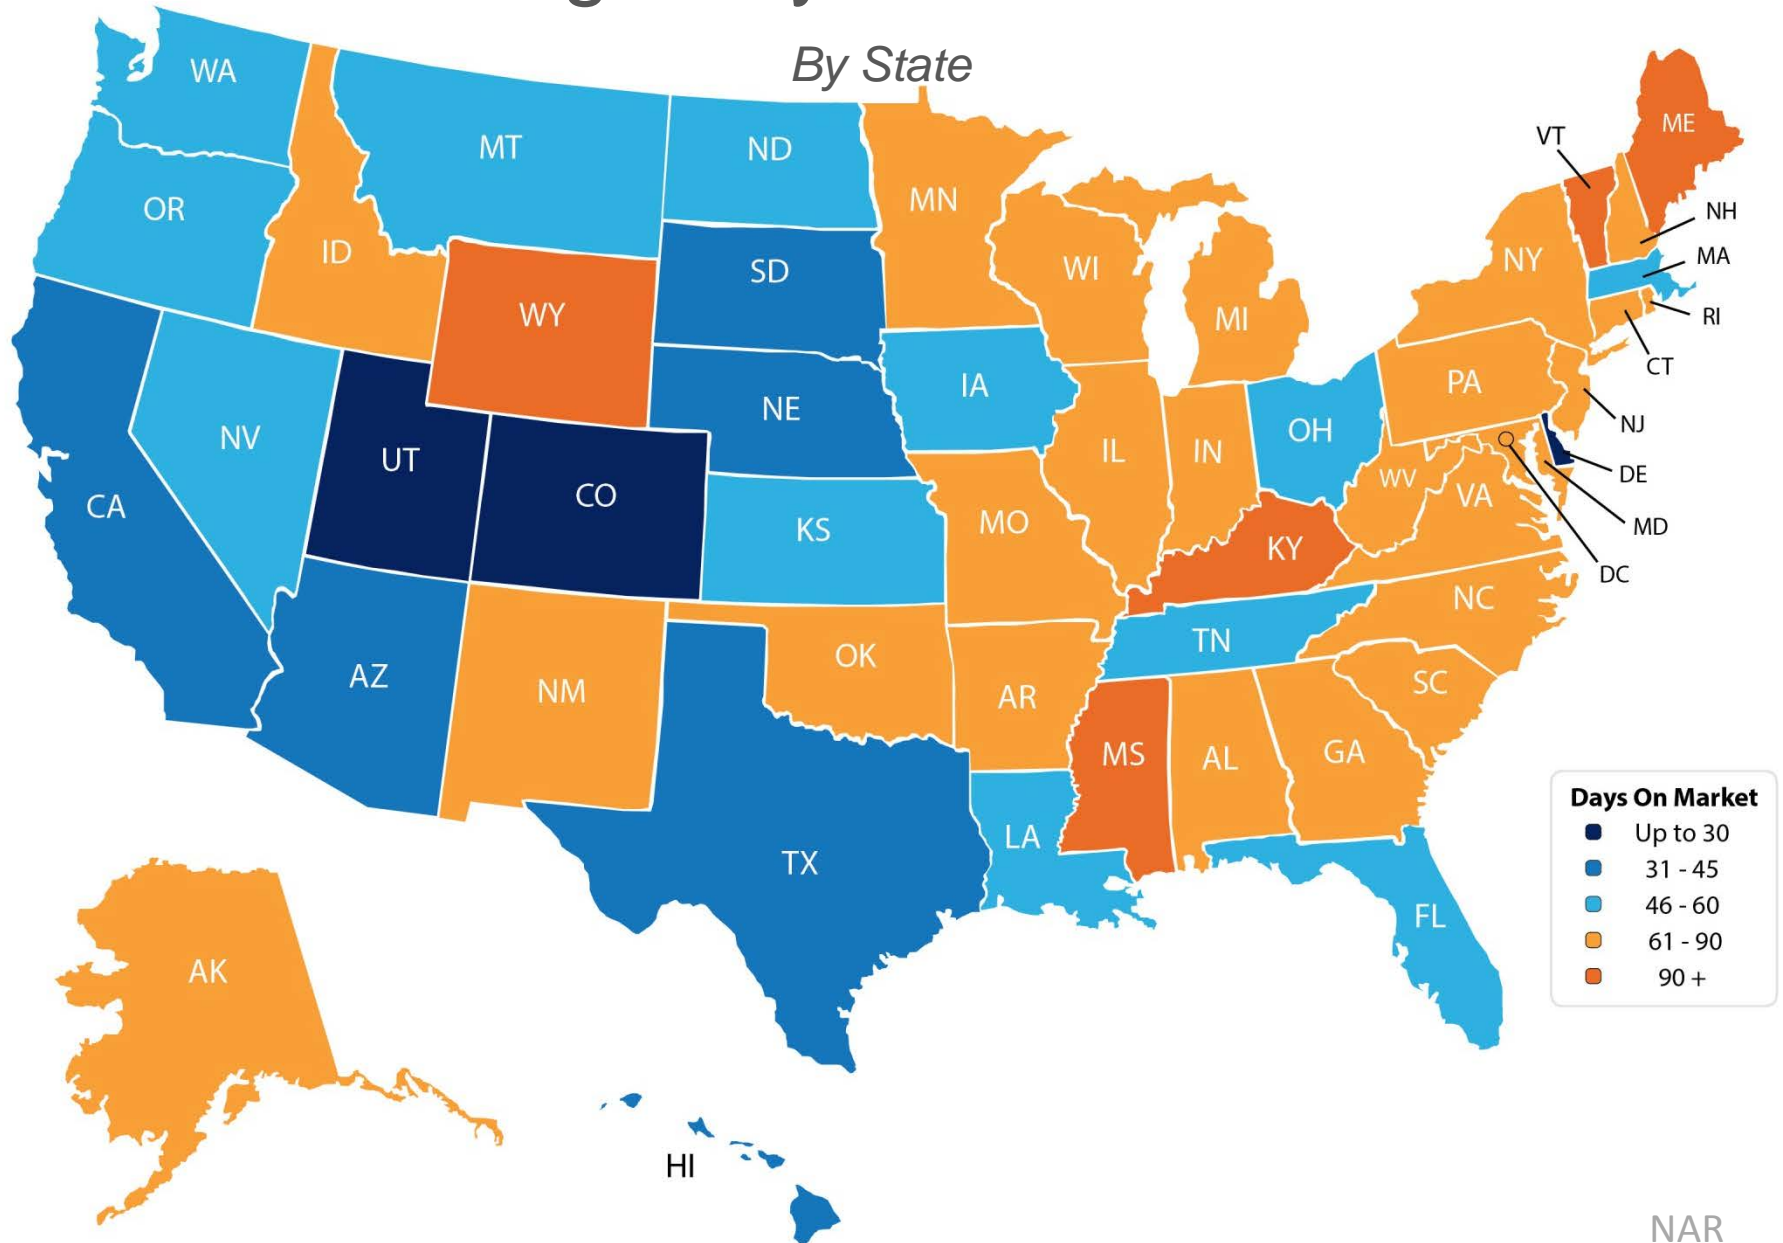 By State
WA
MT
ND
MN
VT
ME
OR
ID
SD
WI
MI
NY
NH
MA
RI
CT
WY
NE
IA
PA
NJ
NV
UT
CO
KS
IL
IN
OH
WV
VA
DE
MD
DC
CA
MO
KY
NC
AZ
NM
OK
AR
TN
SC
MS
AL
GA
TX
LA
FL
AK
HI
Days On Market
Up to 30
31 - 45
46 - 60
61 - 90
90 +
NAR